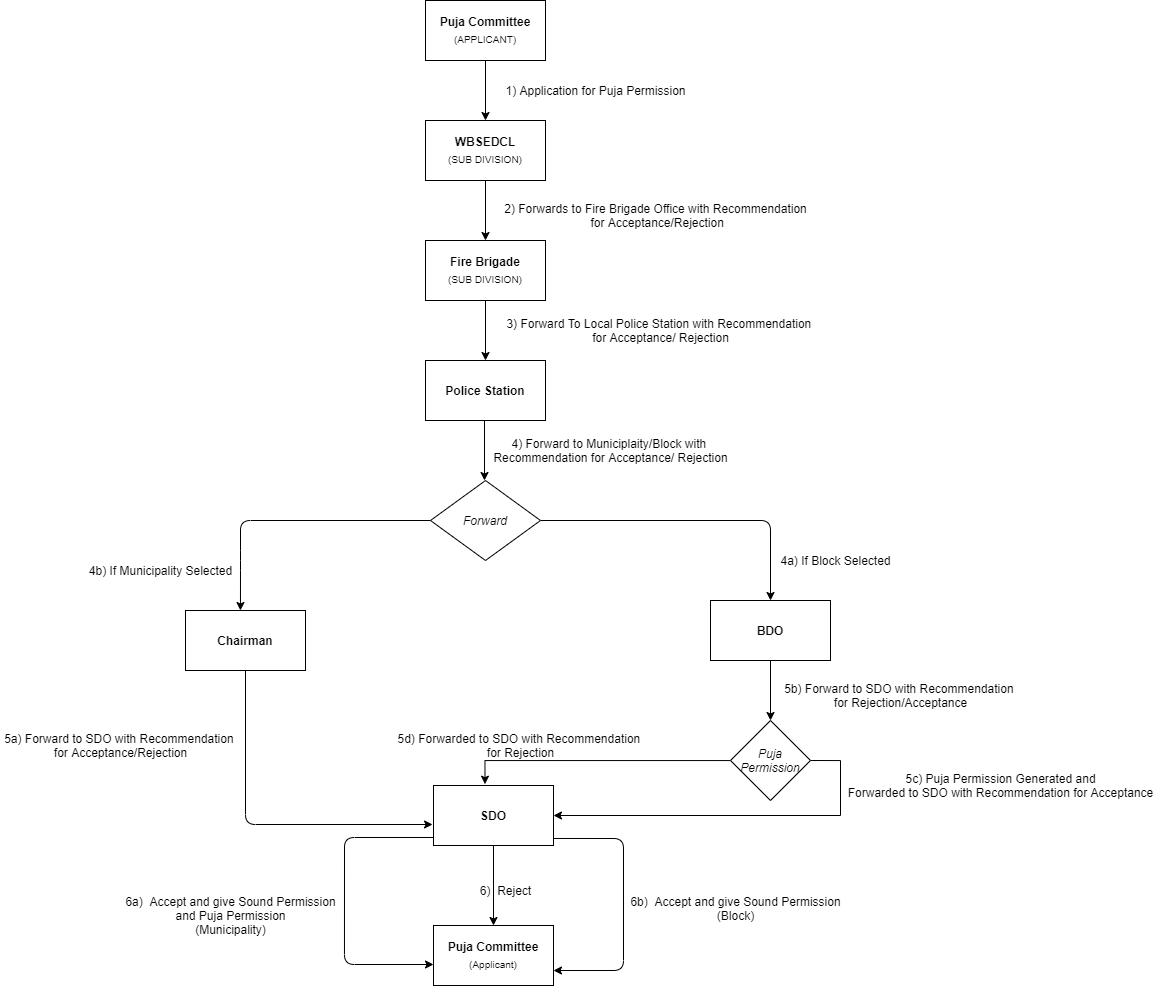 Puja Committee
(APPLICANT)
1) Application for Puja Permission
WBSEDCL
(SUB DIVISION)
2) Forwards to Fire Brigade Office with Recommendation
for Acceptance/Rejection
Fire Brigade
(SUB DIVISION)
3) Forward To Local Police Station with Recommendation
for Acceptance/ Rejection
Police Station
4) Forward to Municiplaity/Block with
Recommendation for Acceptance/ Rejection
Forward
4b) If Municipality Selected
4a) If Block Selected
Chairman
BDO
5b) Forward to SDO with Recommendation
for Rejection/Acceptance
5a) Forward to SDO with Recommendation
for Acceptance/Rejection
5d) Forwarded to SDO with Recommendation
for Rejection
Puja
Permission
5c) Puja Permission Generated and
Forwarded to SDO with Recommendation for Acceptance
SDO
6a) Accept and give Sound Permission
and Puja Permission
(Municipality)
6) Reject
6b) Accept and give Sound Permission
(Block)
Puja Committee
(Applicant)